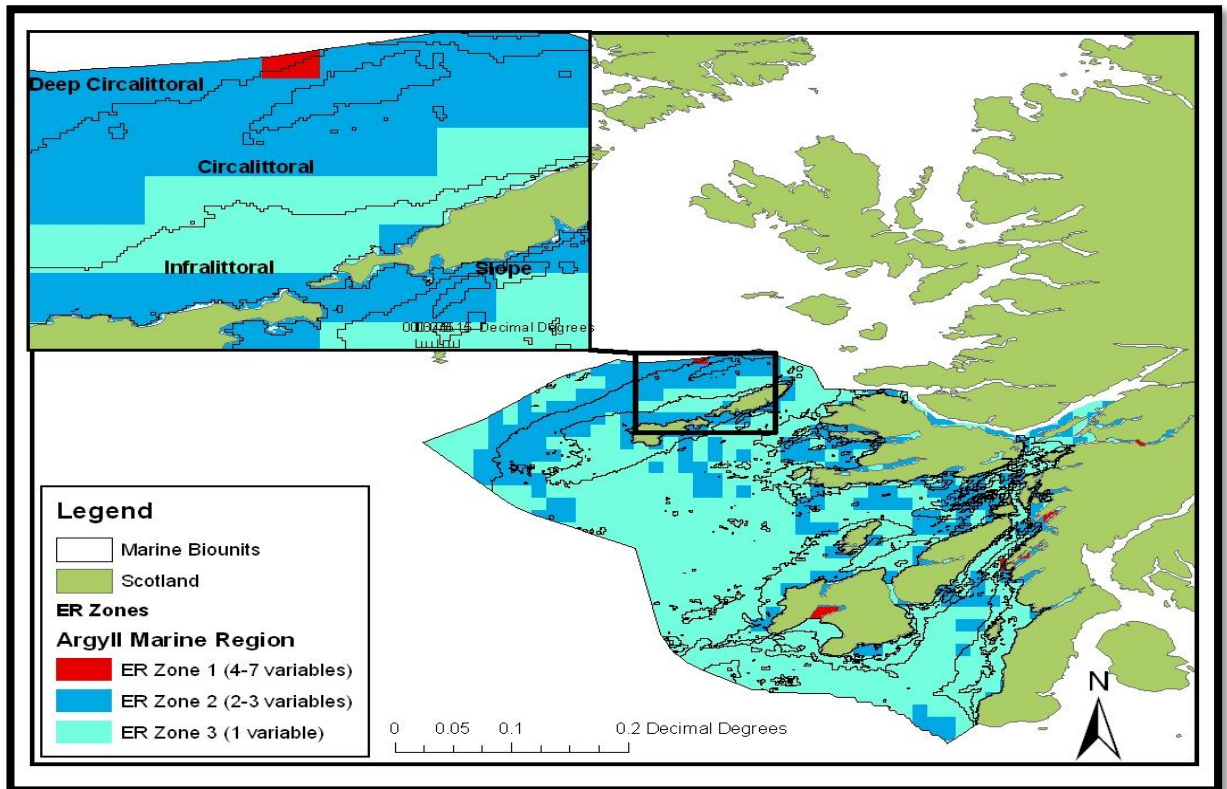 Deep Circalittoral
Circalittoral
Infralittoral
Slope
Decimal Degrees
Legend
Marine Biounits
Scotland
ER Zones
Argyll Marine Region
ER Zone 1 (4-7 variables)
ER Zone 2 (2-3 variables)
ER Zone 3 (1 variable)
0 0.05 0.1 0.2 Decimal Degrees
N